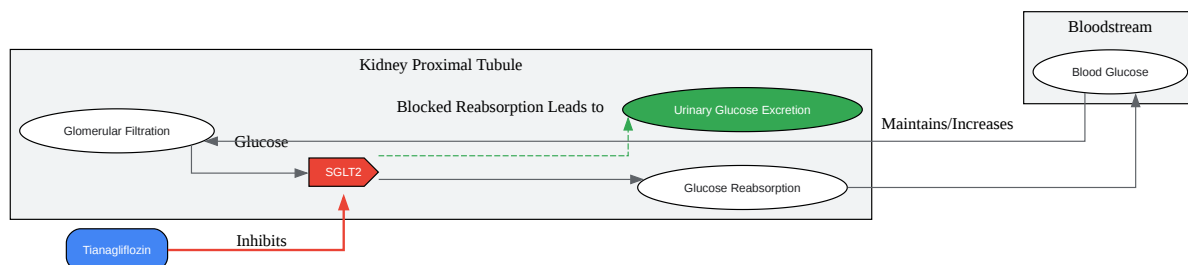 Bloodstream
Kidney Proximal Tubule
Blood Glucose
Blocked Reabsorption Leads to
Urinary Glucose Excretion
Maintains/Increases
Glomerular Filtration
Glucose
SGLT2
Glucose Reabsorption
Tianagliflozin
Inhibits